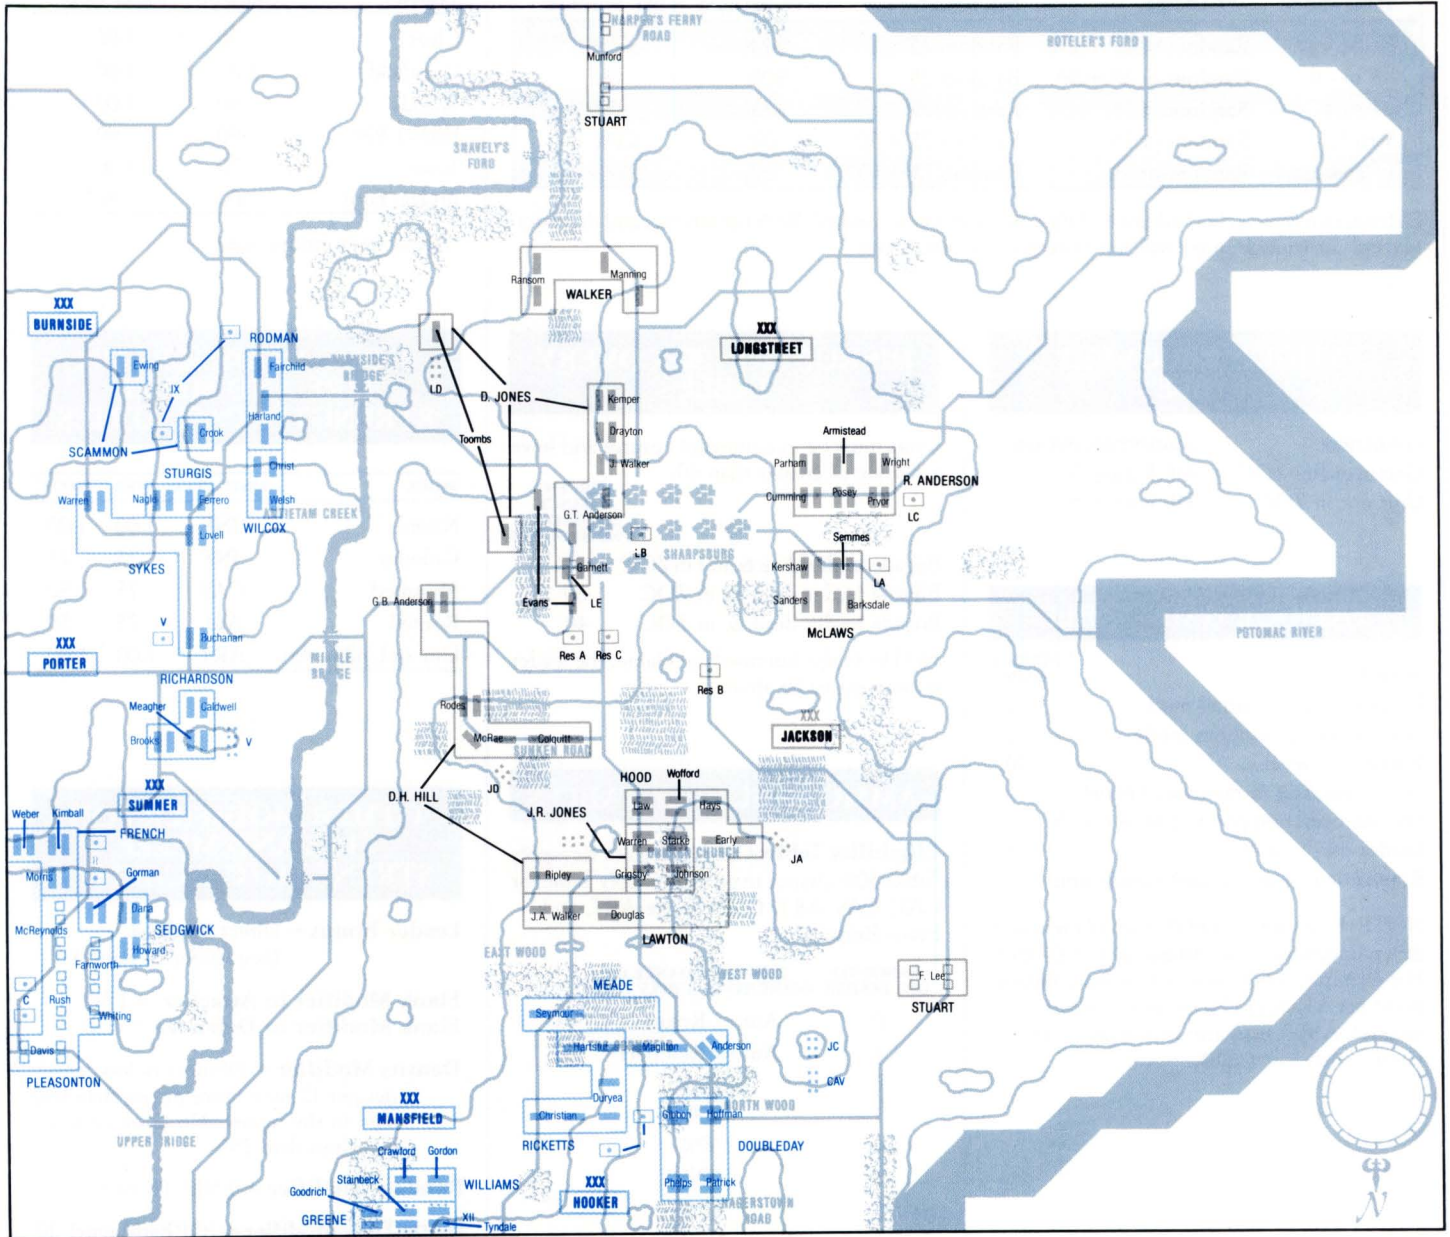 HARPER'S FERRY
ROAD
BOTELER'S FORD
Munford
STUART
SNAVELY'S
FORD
Ransom
Manning
WALKER
XXX
BURNSIDE
RODMAN
XXX
LONGSTREET
Ewing
Fairchild
BURNSIDE'S
BRIDGE
JX
LD
D. JONES
Kemper
Harland
Crook
Toombs
Drayton
Armistead
SCAMMON
STURGIS
Christ
J. Walker
Parham
Wright
R. ANDERSON
Warren
Nagle
Ferrero
Welsh
Cumming
Posey
Pryor
LC
ANTIETAM CREEK
WILCOX
G.T. Anderson
Lovell
LB
SHARPSBURG
Semmes
SYKES
Garnett
Kershaw
LA
G.B. Anderson
Evans
LE
Sanders
Barksdale
McLAWS
V
Buchanan
POTOMAC RIVER
XXX
PORTER
MIDDLE
BRIDGE
Res A
Res C
RICHARDSON
Res B
Meagher
Caldwell
Rodes
XXX
JACKSON
Brooks
V
McRae
Colquitt
SUNKEN ROAD
XXX
SUMNER
JD
HOOD
Wofford
D.H. HILL
Weber
Kimball
J.R. JONES
Law
Hays
FRENCH
Warren
Starke
Early
II
DUNKER CHURCH
JA
Morris
Gorman
Ripley
Grigsby
Johnson
Dana
J.A. Walker
Douglas
McReynolds
SEDGWICK
LAWTON
Howard
EAST WOOD
Farnworth
WEST WOOD
F. Lee
C
Rush
MEADE
STUART
Whiting
Seymour
Davis
Hartsuf
Magilton
Anderson
JC
PLEASONTON
CAV
XXX
MANSFIELD
Duryea
NORTH WOOD
Christian
Gibbon
Hoffman
UPPER BRIDGE
RICKETTS
I
DOUBLEDAY
Crawford
Gordon
Stainbeck
WILLIAMS
XXX
HOOKER
Phelps
Patrick
Goodrich
HAGERSTOWN
ROAD
GREENE
XII
Tyndale
N